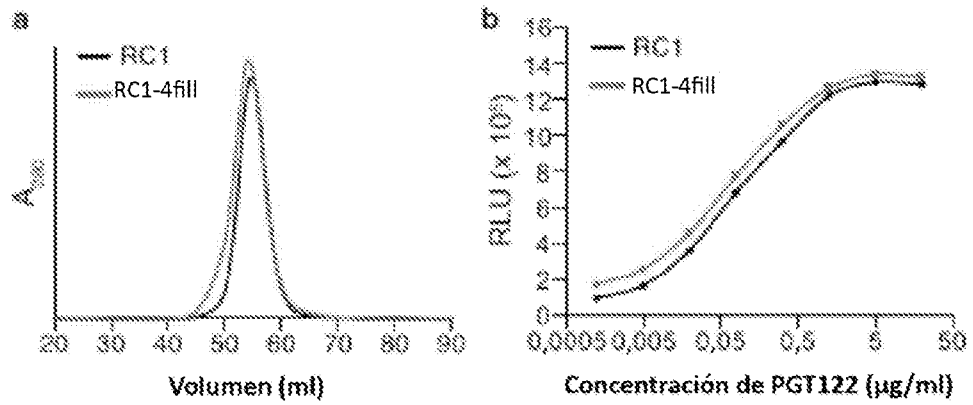 a
RC1
RC1-4fill
20 30 40 50 60 70 80 90
Volumen (ml)
b
RC1
RC1-4fill
RLU (x 10⁶)
16
14
12
10
8
6
4
2
0
0,0005 0,005 0,05 0,5 5 50
Concentración de PGT122 (µg/ml)